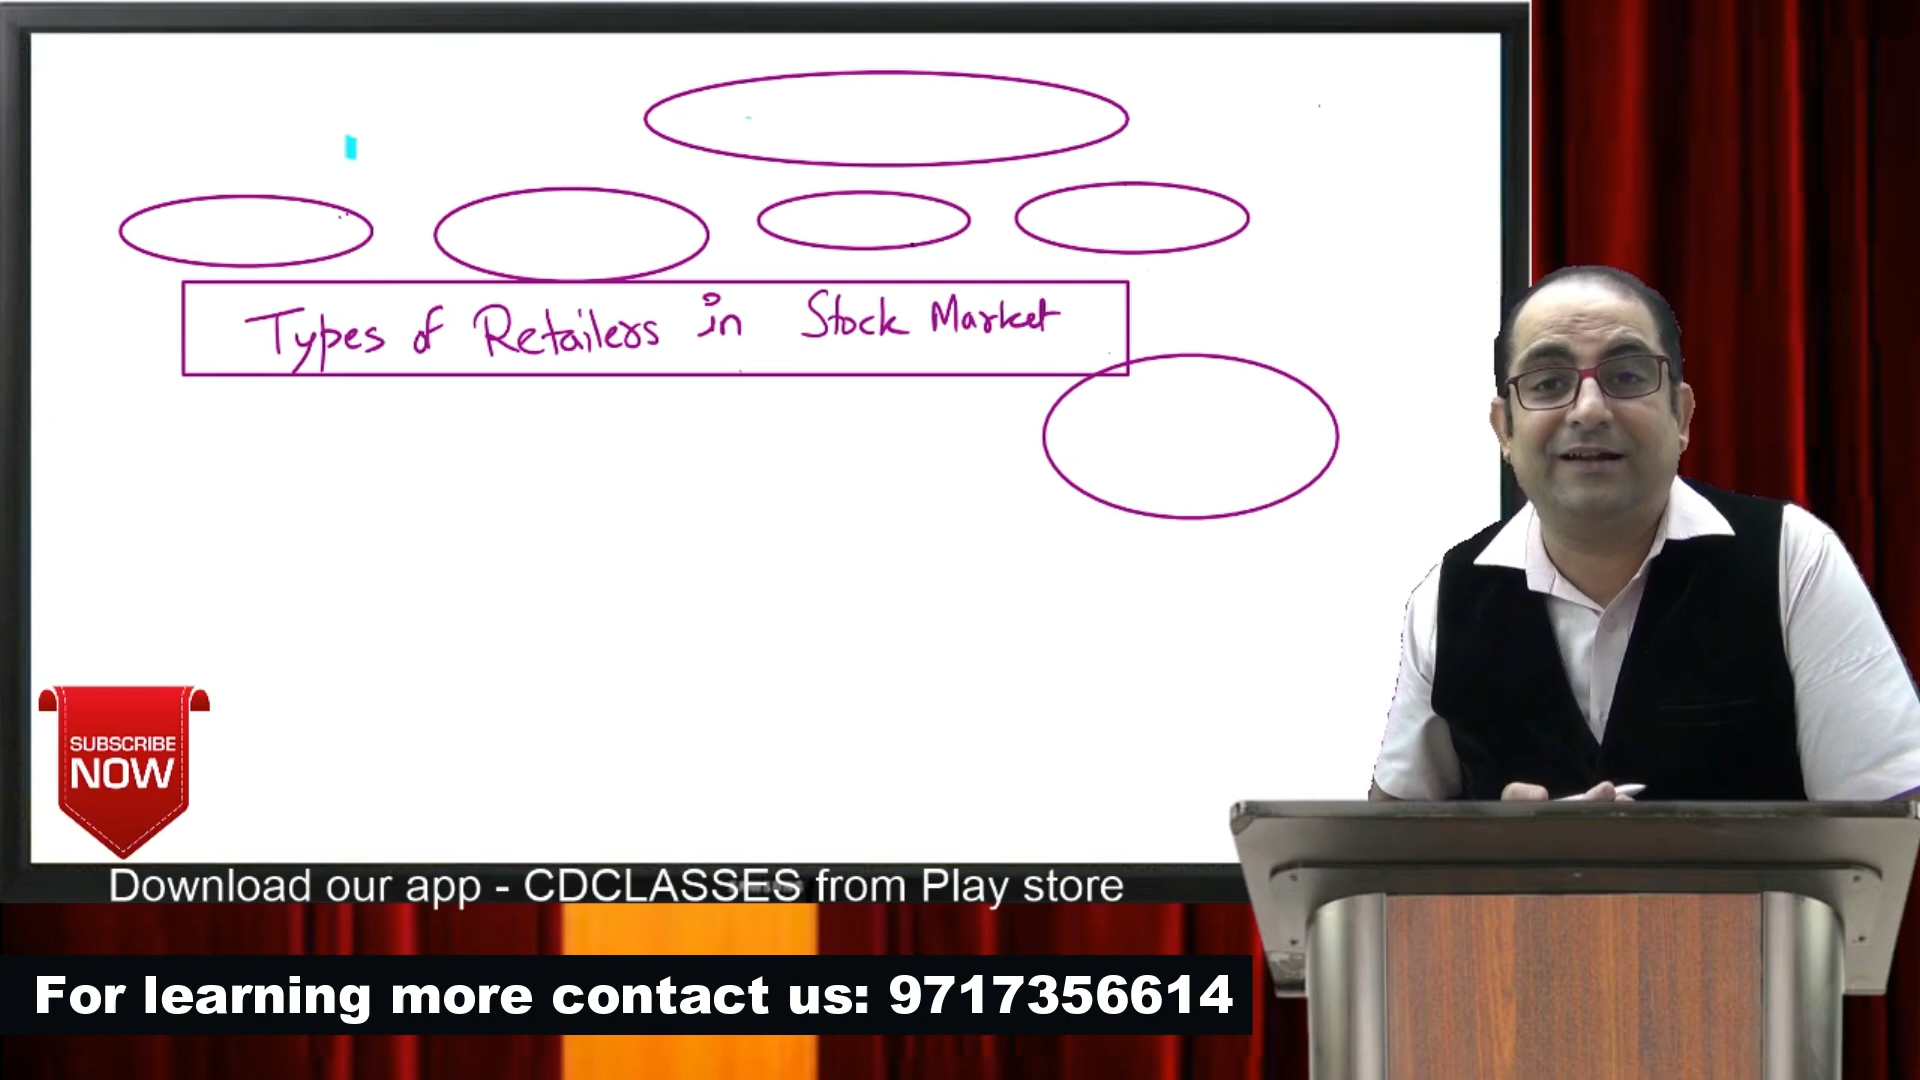 Types of Retailers in Stock Market
SUBSCRIBE
NOW
Download our app - CDCLASSES from Play store
For learning more contact us: 9717356614